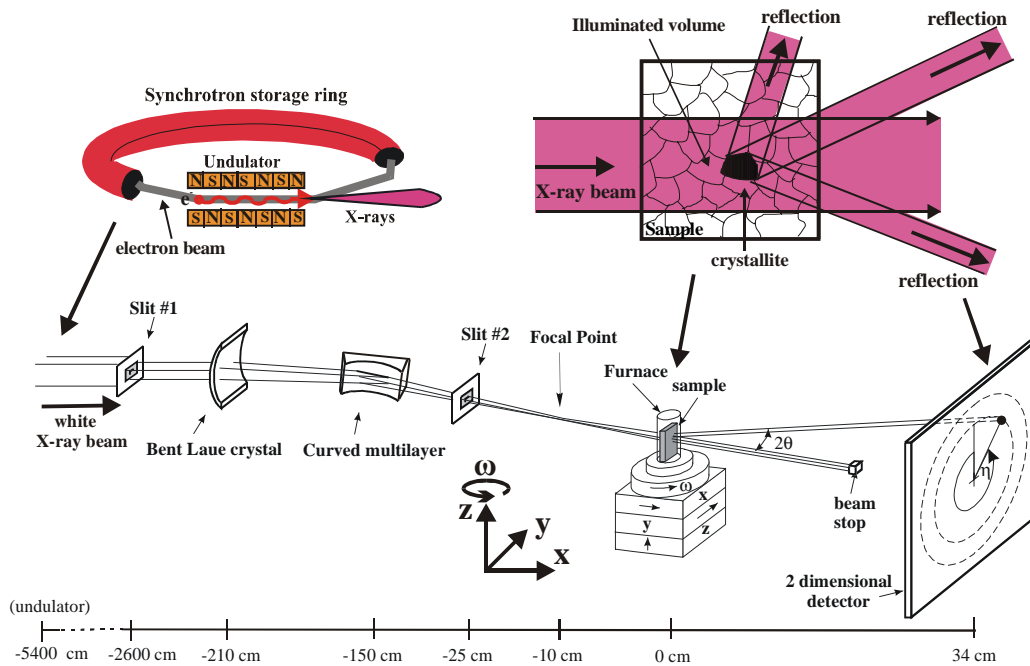 Synchrotron storage ring
Undulator
N S N S N S N
e⁻
S N S N S N S
X-rays
electron beam
Illuminated volume
reflection
reflection
X-ray beam
Sample
crystallite
reflection
Slit #1
white
X-ray beam
Bent Laue crystal
Curved multilayer
Slit #2
Focal Point
Furnace
sample
2θ
ω
x
y
z
beam
stop
η
2 dimensional
detector
ω
z
y
x
(undulator)
-5400 cm
-2600 cm
-210 cm
-150 cm
-25 cm
-10 cm
0 cm
34 cm